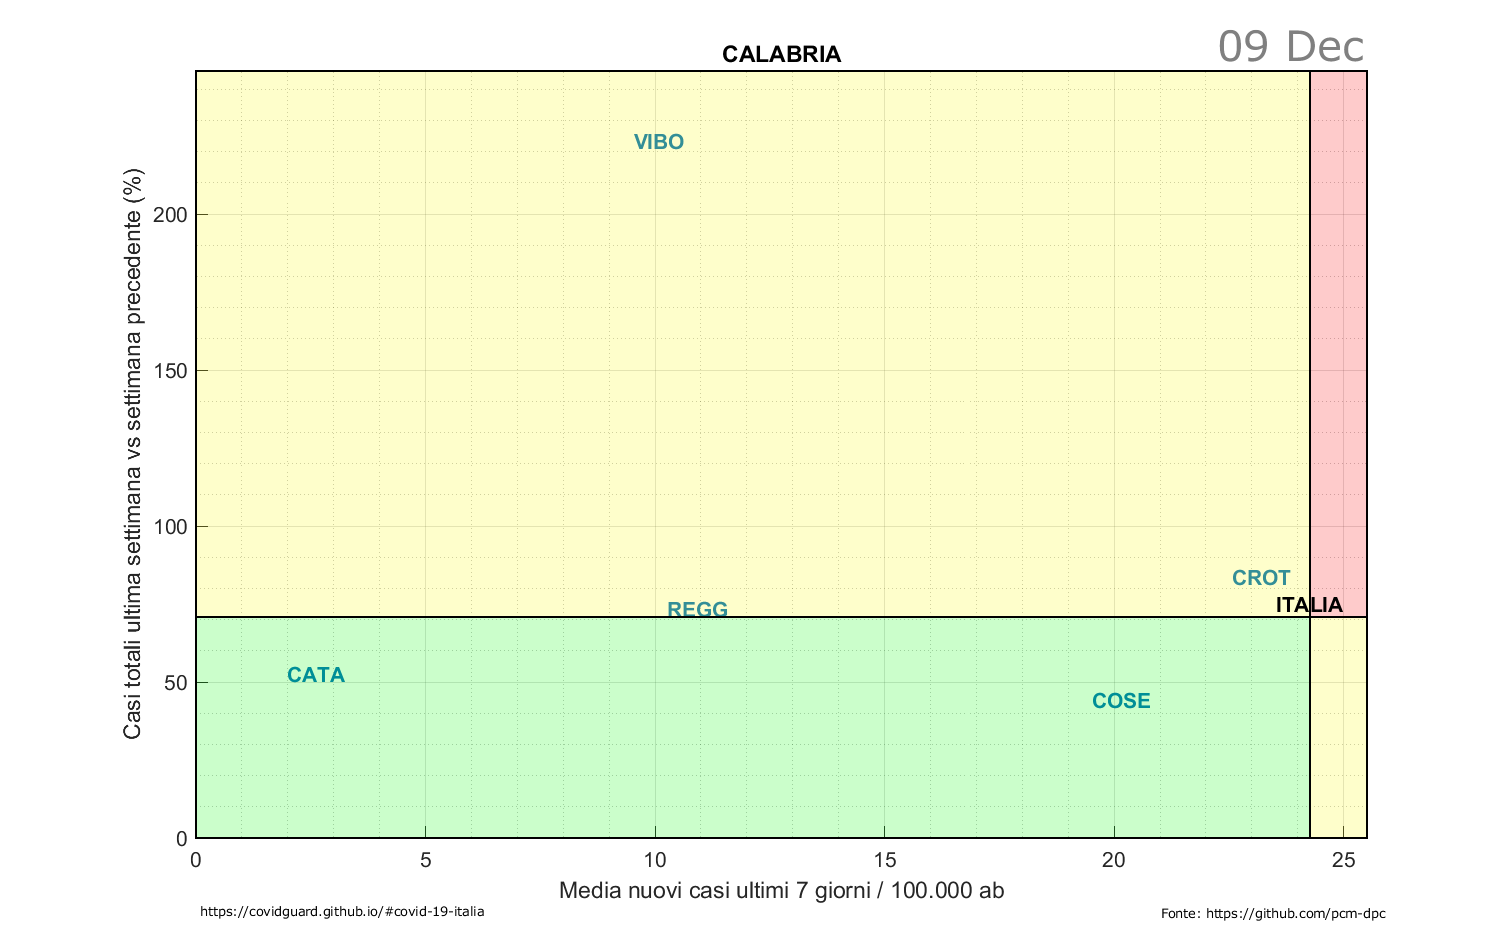 09 Dec
CALABRIA
Casi totali ultima settimana vs settimana precedente (%)
200
150
100
50
0
VIBO
CROT
ITALIA
REGG
CATA
COSE
0 5 10 15 20 25
Media nuovi casi ultimi 7 giorni / 100.000 ab
https://covidguard.github.io/#covid-19-italia
Fonte: https://github.com/pcm-dpc